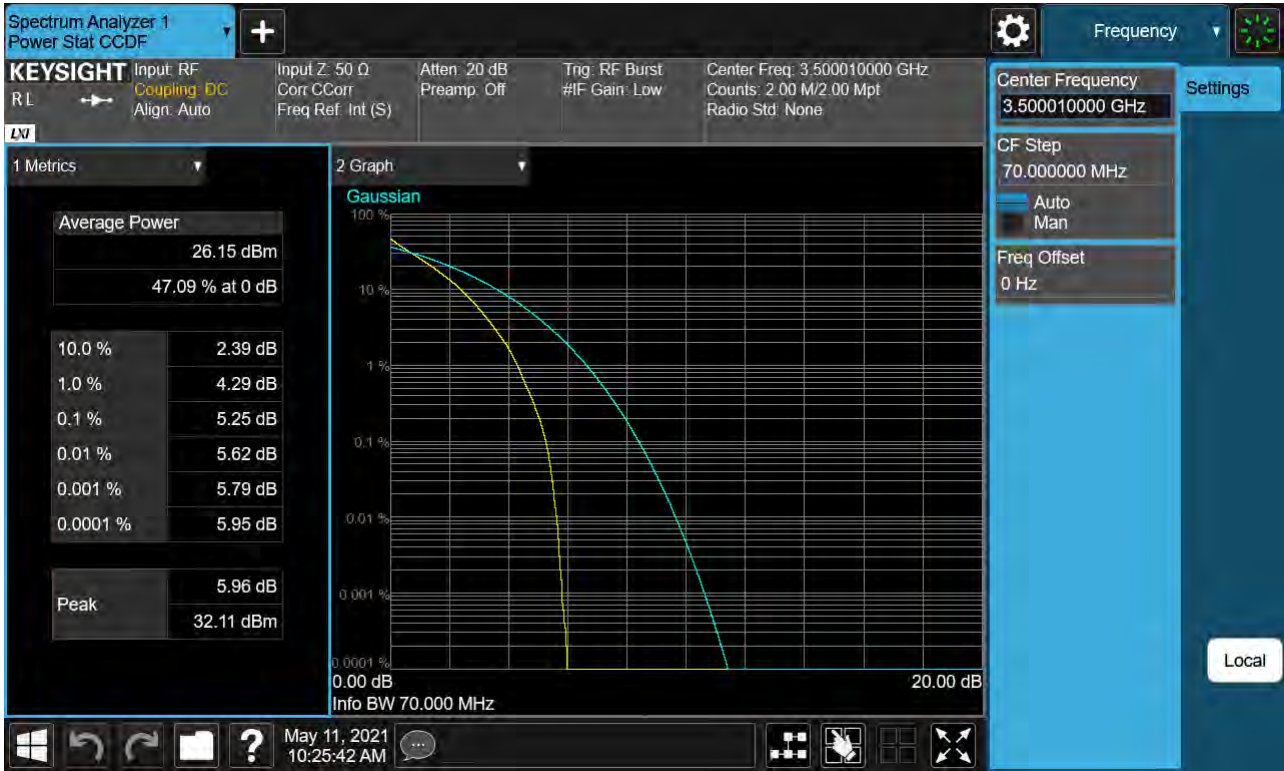 Spectrum Analyzer 1
Power Stat CCDF
+
Frequency
KEYSIGHT
Input: RF
Input Z: 50 Ω
Atten: 20 dB
Trig: RF Burst
Center Freq: 3.500010000 GHz
RL
Coupling: DC
Corr CCorr
Preamp: Off
#IF Gain: Low
Counts: 2.00 M/2.00 Mpt
Align: Auto
Freq Ref: Int (S)
Radio Std: None
LXI
Center Frequency
3.500010000 GHz
Settings
CF Step
70.000000 MHz
Auto
Man
Freq Offset
0 Hz
1 Metrics
Average Power
26.15 dBm
47.09 % at 0 dB
10.0 % 2.39 dB
1.0 % 4.29 dB
0.1 % 5.25 dB
0.01 % 5.62 dB
0.001 % 5.79 dB
0.0001 % 5.95 dB
Peak
5.96 dB
32.11 dBm
2 Graph
Gaussian
100 %
10 %
1 %
0.1 %
0.01 %
0.001 %
0.0001 %
0.00 dB 20.00 dB
Info BW 70.000 MHz
Local
?
May 11, 2021
10:25:42 AM